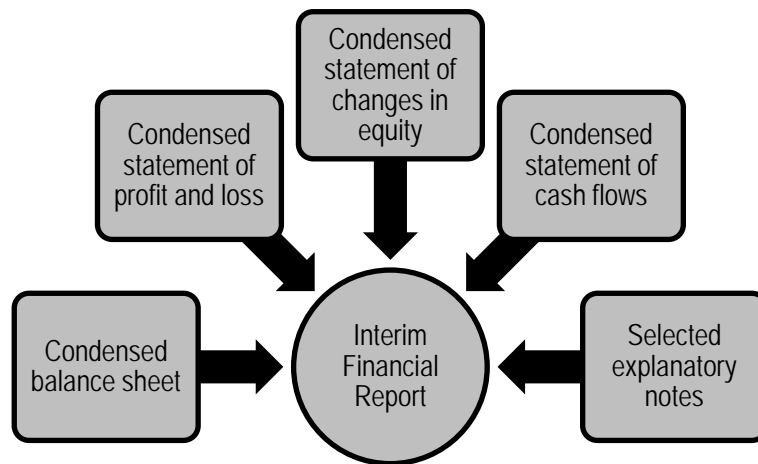 Condensed
statement of
changes in
equity
Condensed
statement of
profit and loss
Condensed
statement of
cash flows
Condensed
balance sheet
Interim
Financial
Report
Selected
explanatory
notes